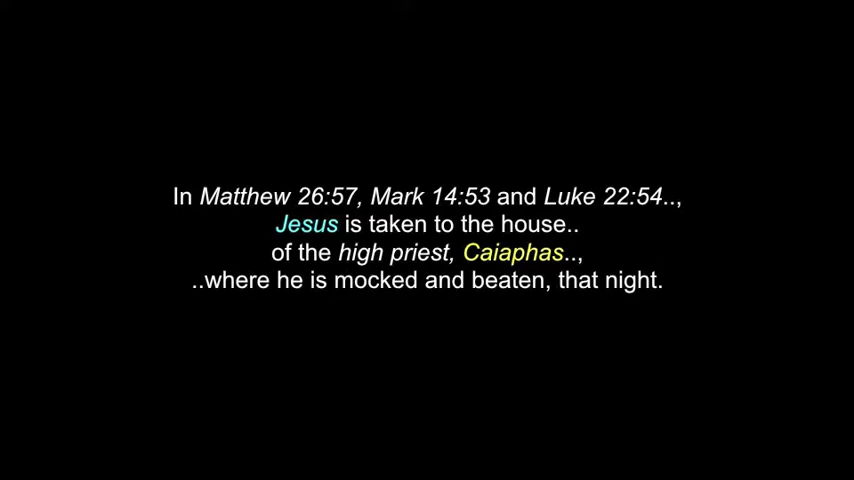 In Matthew 26:57, Mark 14:53 and Luke 22:54..,
Jesus is taken to the house..
of the high priest, Caiaphas..,
..where he is mocked and beaten, that night.